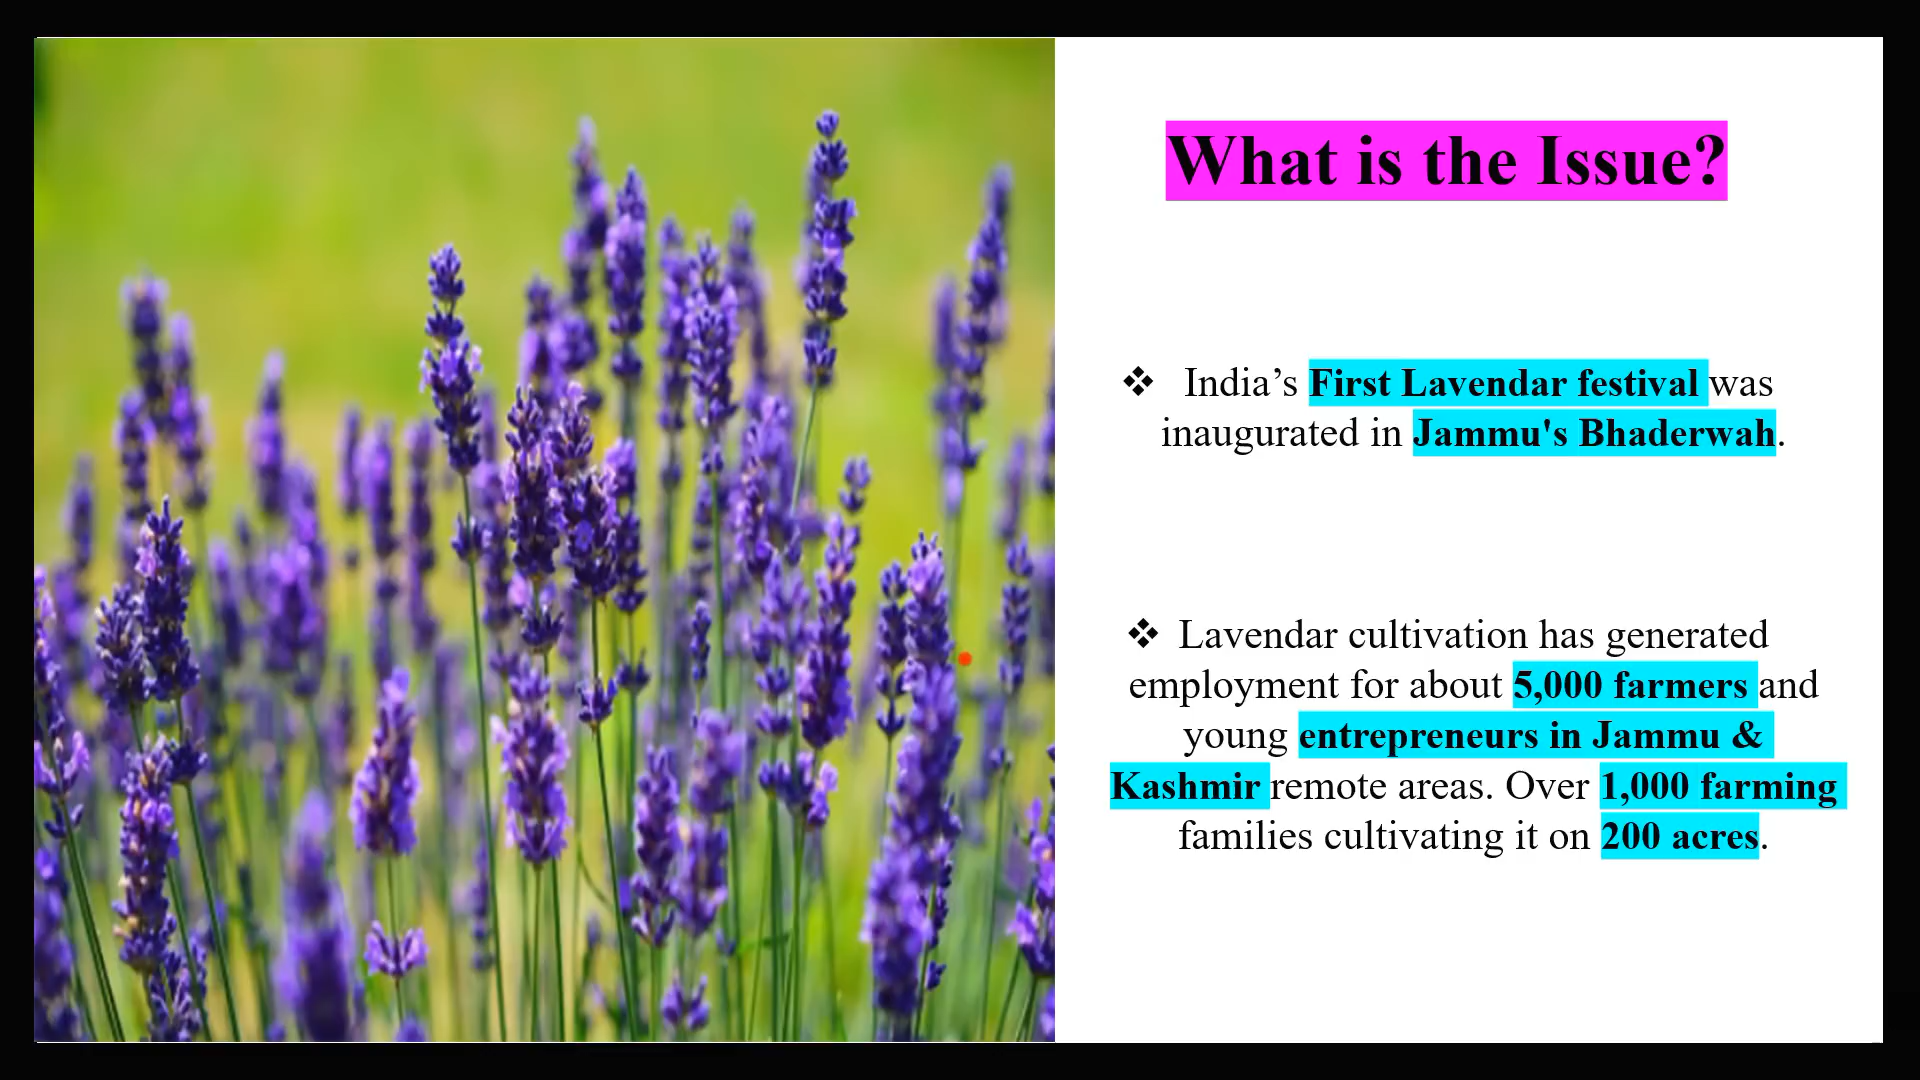 What is the Issue?
❖ India’s First Lavendar festival was
inaugurated in Jammu's Bhaderwah.
❖ Lavendar cultivation has generated
employment for about 5,000 farmers and
young entrepreneurs in Jammu &
Kashmir remote areas. Over 1,000 farming
families cultivating it on 200 acres.